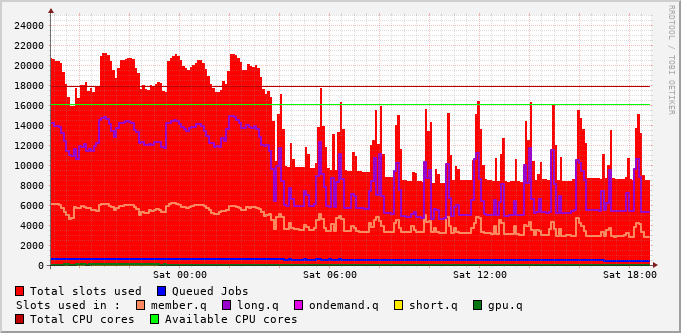 RRDTOOL / TOBI OETIKER
24000
22000
20000
18000
16000
14000
12000
10000
8000
6000
4000
2000
0
Sat 00:00 Sat 06:00 Sat 12:00 Sat 18:00
Total slots used Queued Jobs
Slots used in : member.q long.q ondemand.q short.q gpu.q
Total CPU cores Available CPU cores